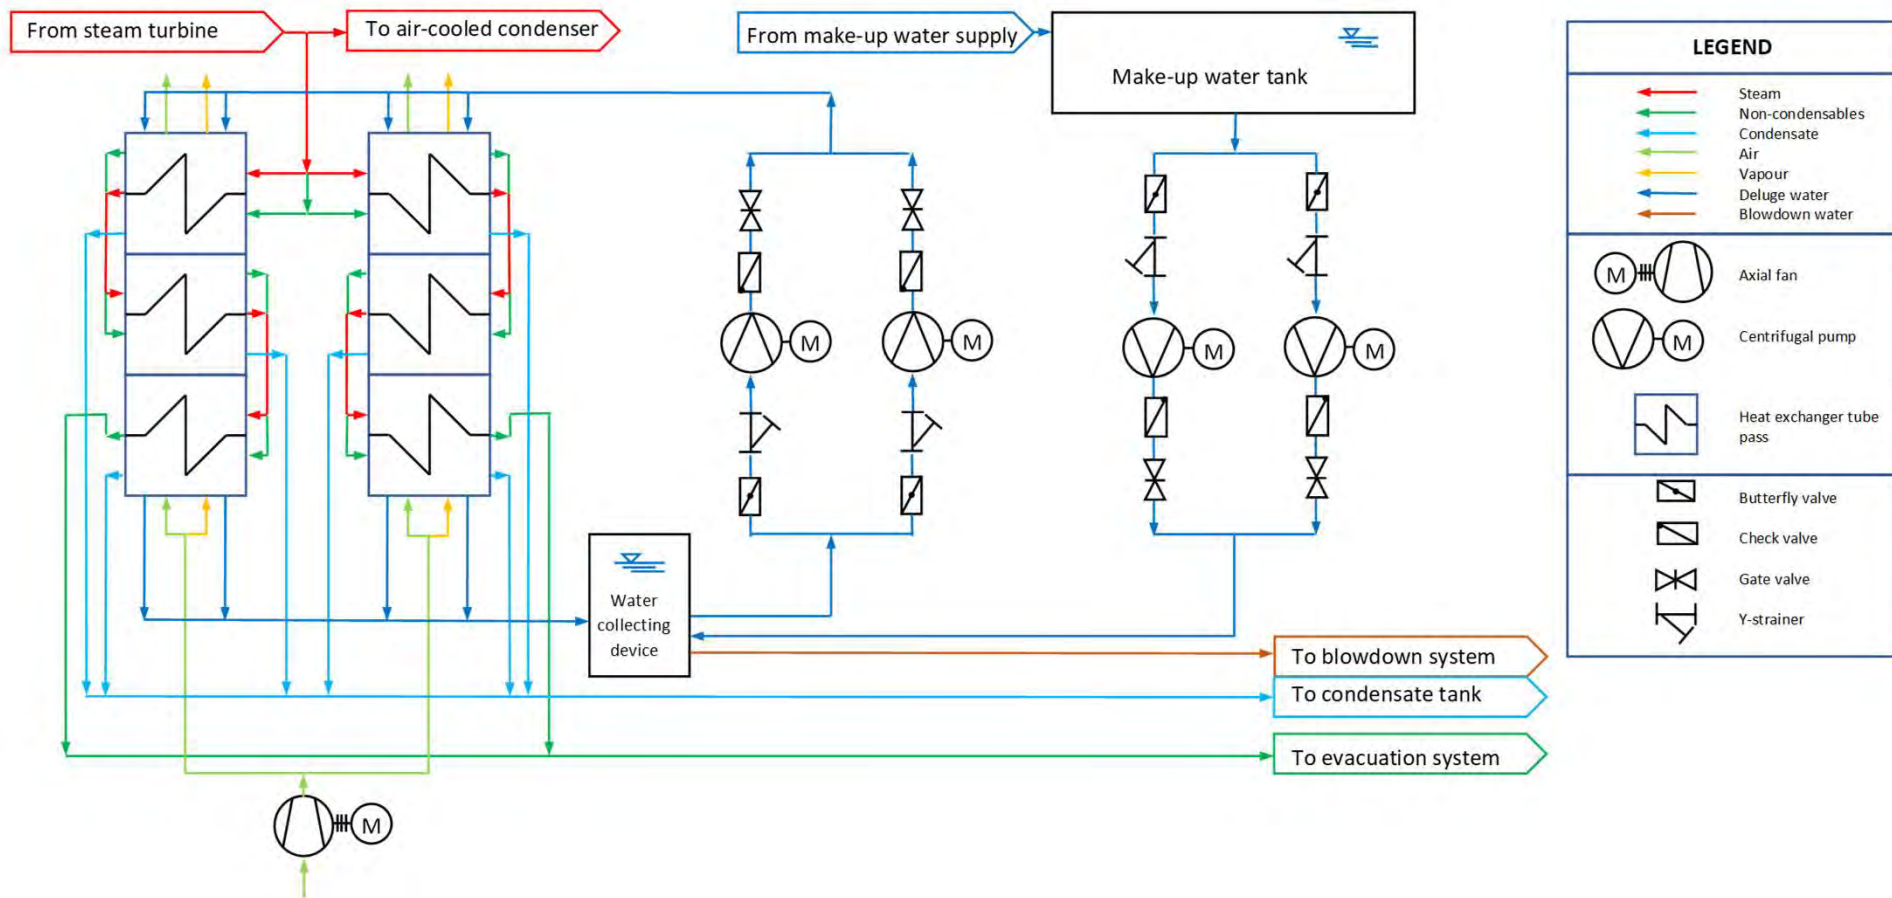 From steam turbine
To air-cooled condenser
From make-up water supply
Make-up water tank
M
M
M
M
Water
collecting
device
To blowdown system
To condensate tank
To evacuation system
M
LEGEND
Steam
Non-condensables
Condensate
Air
Vapour
Deluge water
Blowdown water
M
Axial fan
M
Centrifugal pump
Heat exchanger tube
pass
Butterfly valve
Check valve
Gate valve
Y-strainer